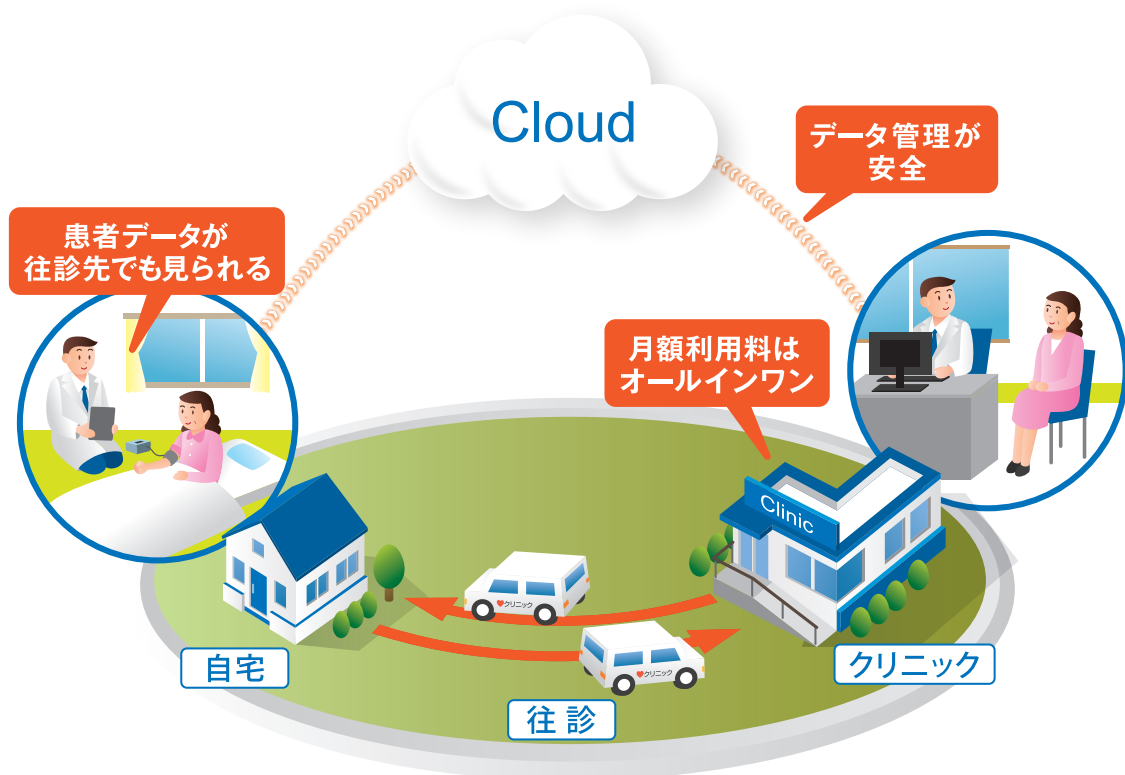 Cloud
データ管理が
安全
患者データが
往診先でも見られる
月額利用料は
オールインワン
Clinic
♥クリニック
♥クリニック
自宅
クリニック
往診